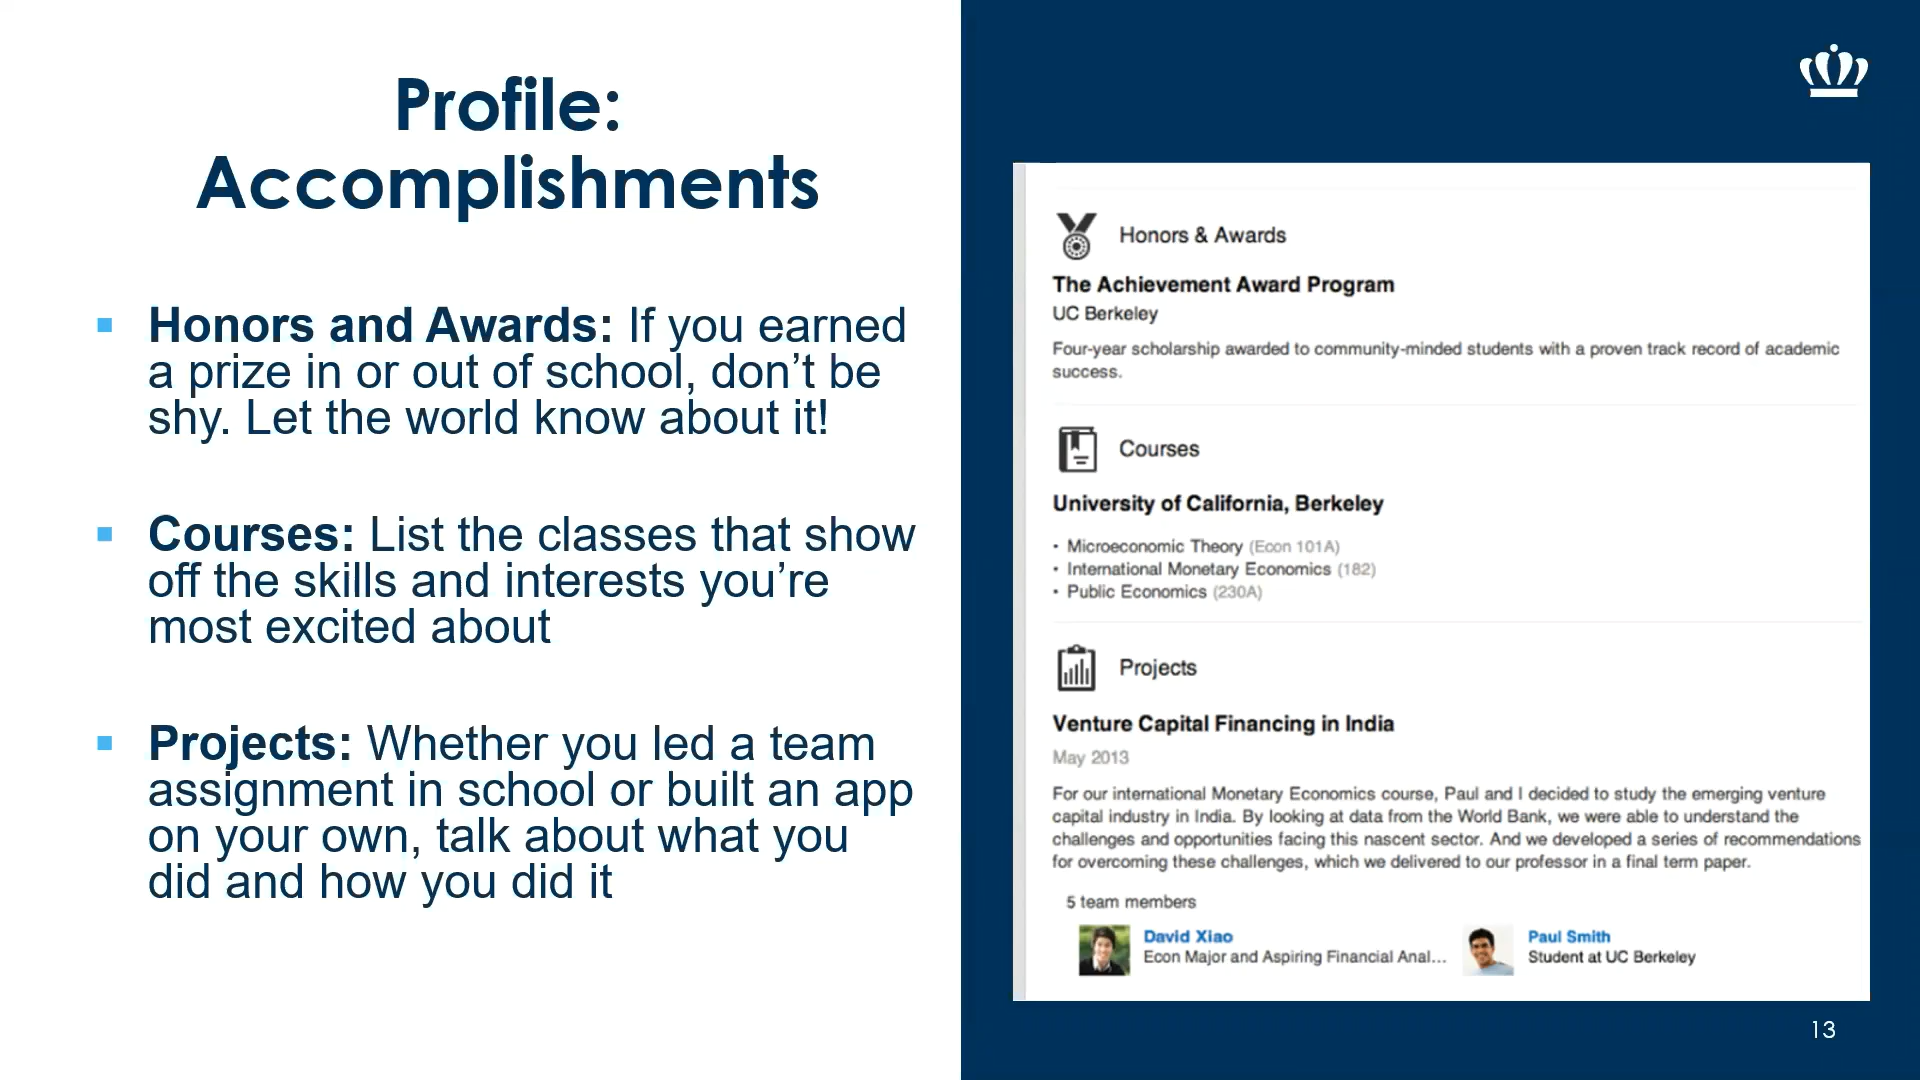 Profile:
Accomplishments
▪ Honors and Awards: If you earned
a prize in or out of school, don’t be
shy. Let the world know about it!
▪ Courses: List the classes that show
off the skills and interests you’re
most excited about
▪ Projects: Whether you led a team
assignment in school or built an app
on your own, talk about what you
did and how you did it
Honors & Awards
The Achievement Award Program
UC Berkeley
Four-year scholarship awarded to community-minded students with a proven track record of academic
success.
Courses
University of California, Berkeley
• Microeconomic Theory (Econ 101A)
• International Monetary Economics (182)
• Public Economics (230A)
Projects
Venture Capital Financing in India
May 2013
For our international Monetary Economics course, Paul and I decided to study the emerging venture
capital industry in India. By looking at data from the World Bank, we were able to understand the
challenges and opportunities facing this nascent sector. And we developed a series of recommendations
for overcoming these challenges, which we delivered to our professor in a final term paper.
5 team members
David Xiao
Econ Major and Aspiring Financial Anal...
Paul Smith
Student at UC Berkeley
13